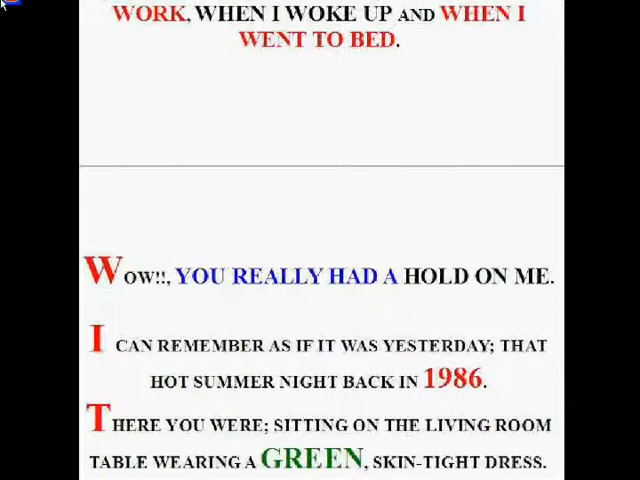 WORK, WHEN I WOKE UP AND WHEN I
WENT TO BED.
WOW!!, YOU REALLY HAD A HOLD ON ME.
I CAN REMEMBER AS IF IT WAS YESTERDAY; THAT
HOT SUMMER NIGHT BACK IN 1986.
THERE YOU WERE; SITTING ON THE LIVING ROOM
TABLE WEARING A GREEN, SKIN-TIGHT DRESS.